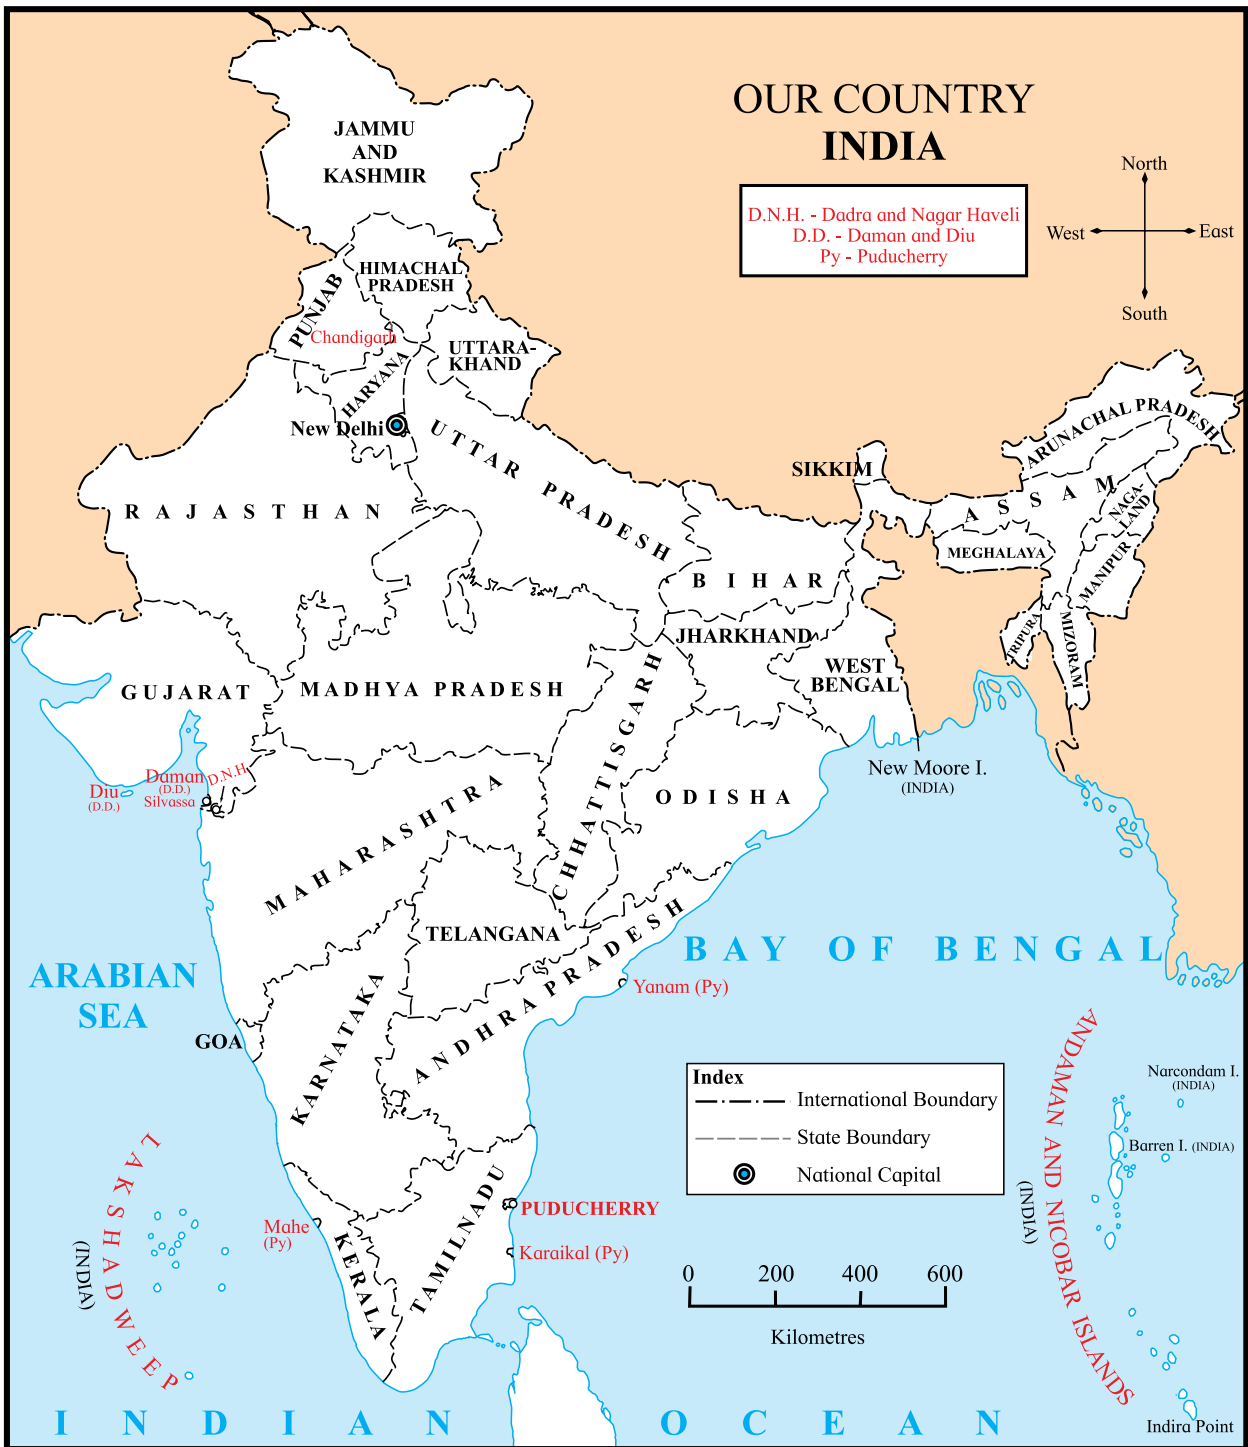 OUR COUNTRY
INDIA
D.N.H. - Dadra and Nagar Haveli
D.D. - Daman and Diu
Py - Puducherry
North
West
East
South
JAMMU
AND
KASHMIR
HIMACHAL
PRADESH
PUNJAB
Chandigarh
UTTARA-
KHAND
HARYANA
New Delhi
UTTAR PRADESH
RAJASTHAN
SIKKIM
ARUNACHAL PRADESH
ASSAM
NAGA-
LAND
MEGHALAYA
MANIPUR
TRIPURA
MIZORAM
BIHAR
JHARKHAND
WEST
BENGAL
GUJARAT
MADHYA PRADESH
CHHATTISGARH
New Moore I.
(INDIA)
Daman
(D.D.)
D.N.H
Silvassa
Diu
(D.D.)
ODISHA
MAHARASHTRA
TELANGANA
ANDHRA PRADESH
BAY OF BENGAL
ARABIAN
SEA
Yanam (Py)
GOA
KARNATAKA
Index
International Boundary
State Boundary
National Capital
ANDAMAN AND NICOBAR ISLANDS
(INDIA)
Narcondam I.
(INDIA)
Barren I. (INDIA)
LAKSHADWEEP
(INDIA)
Mahe
(Py)
KERALA
TAMILNADU
PUDUCHERRY
Karaikal (Py)
0 200 400 600
Kilometres
Indira Point
INDIAN OCEAN